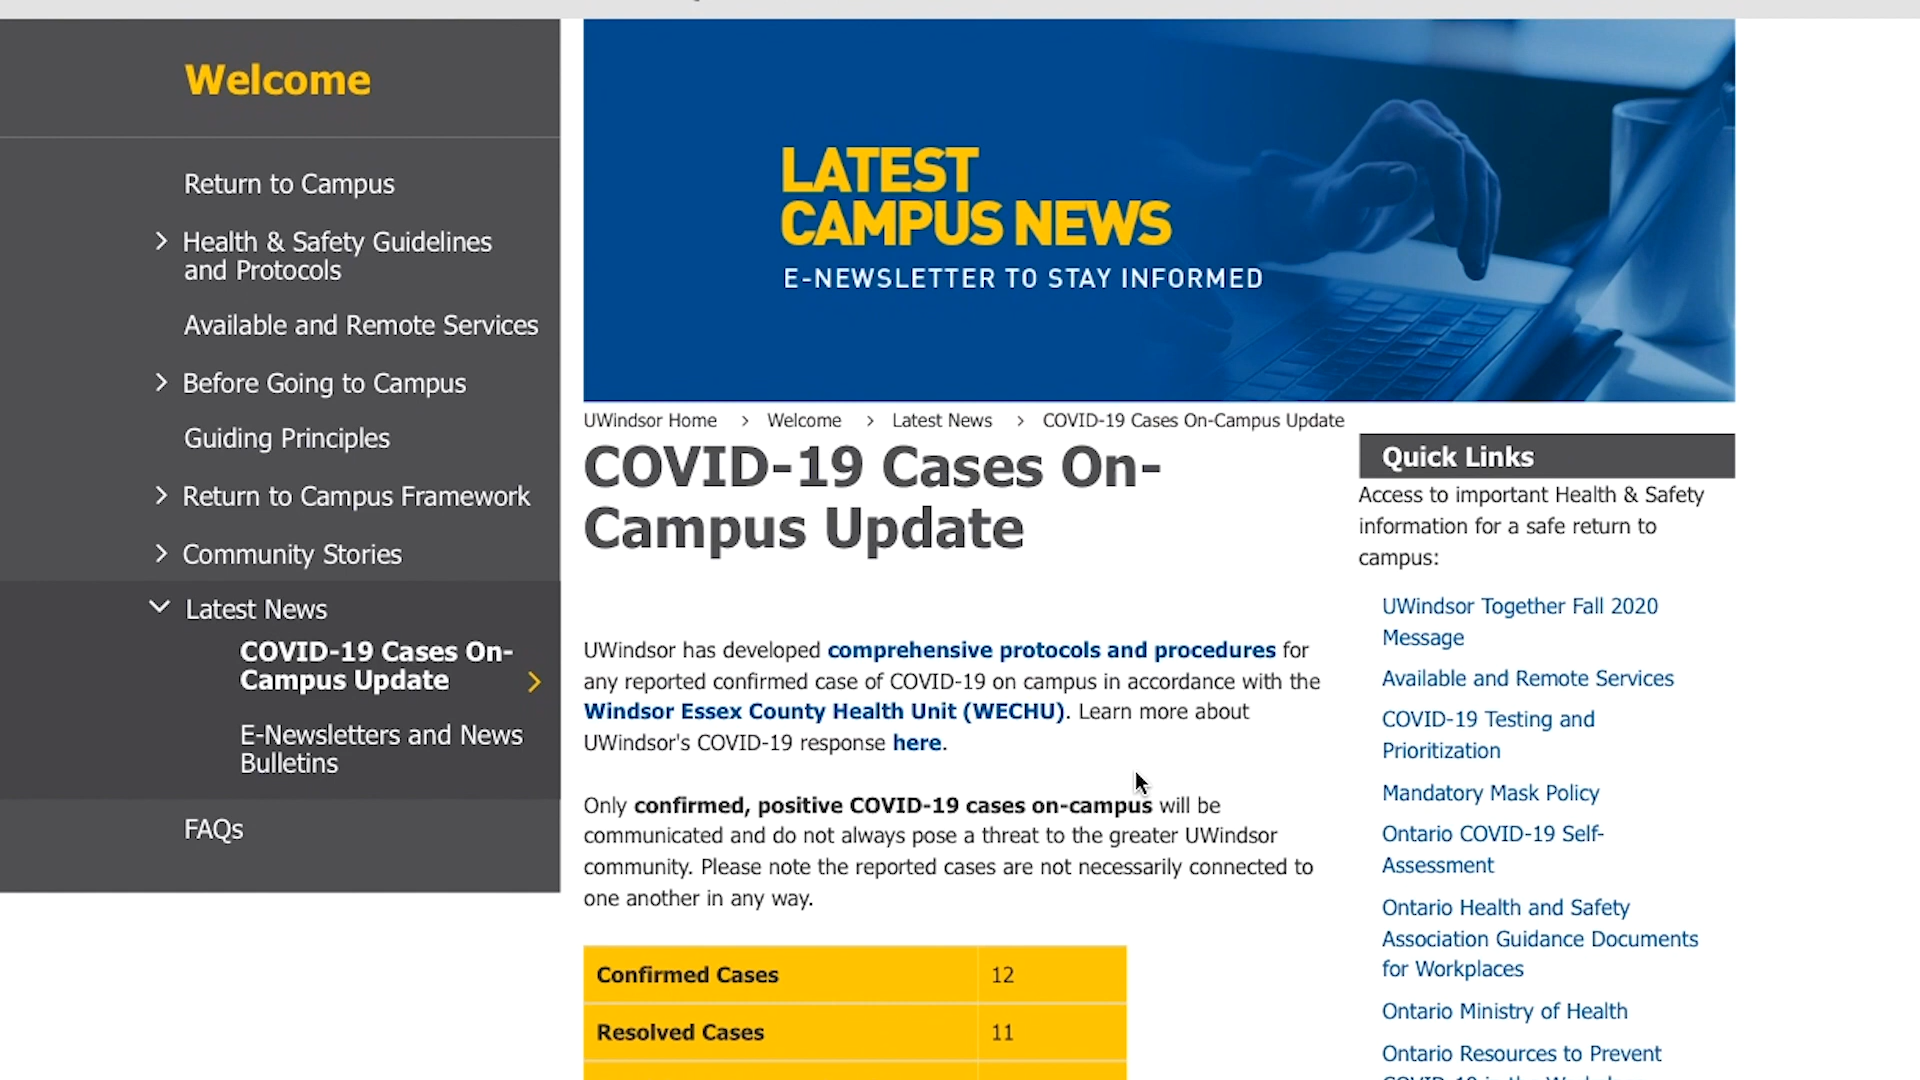 Welcome
Return to Campus
Health & Safety Guidelines
and Protocols
Available and Remote Services
Before Going to Campus
Guiding Principles
Return to Campus Framework
Community Stories
Latest News
COVID-19 Cases On-
Campus Update
E-Newsletters and News
Bulletins
FAQs
LATEST
CAMPUS NEWS
E-NEWSLETTER TO STAY INFORMED
UWindsor Home > Welcome > Latest News > COVID-19 Cases On-Campus Update
COVID-19 Cases On-
Campus Update
UWindsor has developed comprehensive protocols and procedures for
any reported confirmed case of COVID-19 on campus in accordance with the
Windsor Essex County Health Unit (WECHU). Learn more about
UWindsor's COVID-19 response here.
Only confirmed, positive COVID-19 cases on-campus will be
communicated and do not always pose a threat to the greater UWindsor
community. Please note the reported cases are not necessarily connected to
one another in any way.
Confirmed Cases 12
Resolved Cases 11
Quick Links
Access to important Health & Safety
information for a safe return to
campus:
UWindsor Together Fall 2020
Message
Available and Remote Services
COVID-19 Testing and
Prioritization
Mandatory Mask Policy
Ontario COVID-19 Self-
Assessment
Ontario Health and Safety
Association Guidance Documents
for Workplaces
Ontario Ministry of Health
Ontario Resources to Prevent